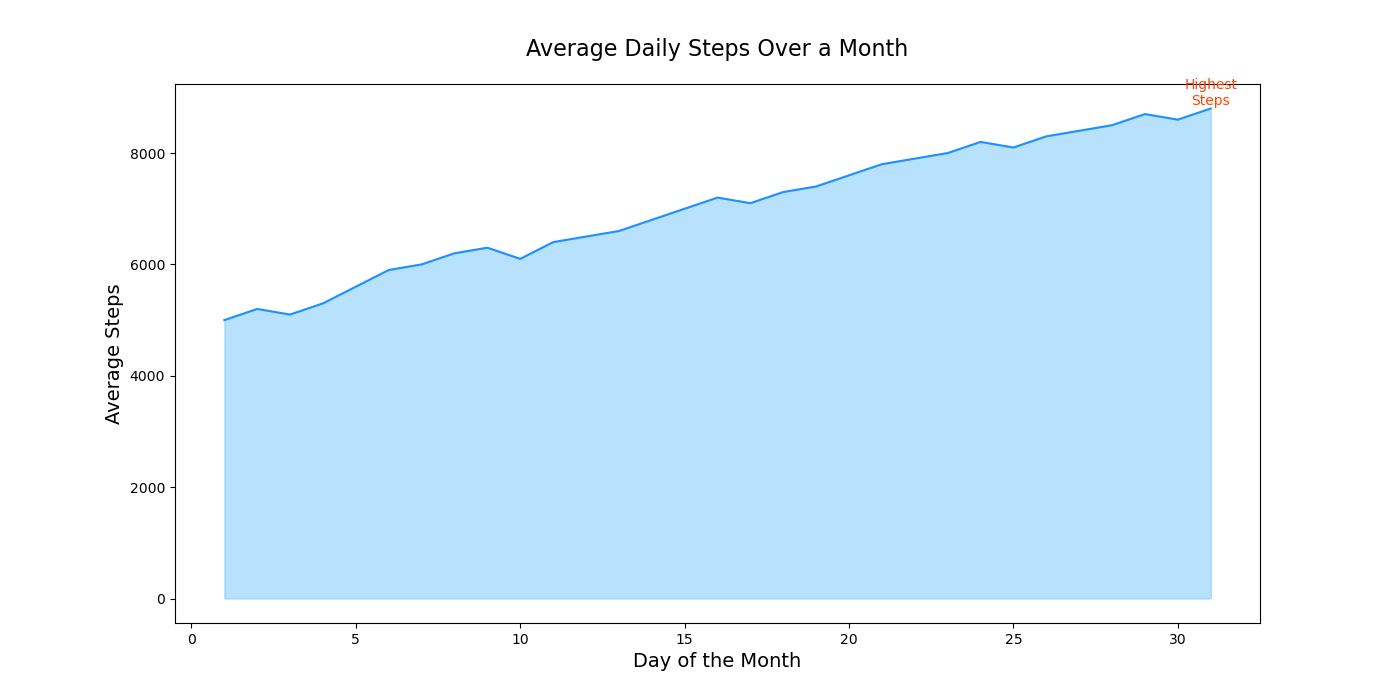 Average Daily Steps Over a Month
Highest
Steps
8000
6000
4000
2000
0
Average Steps
0 5 10 15 20 25 30
Day of the Month